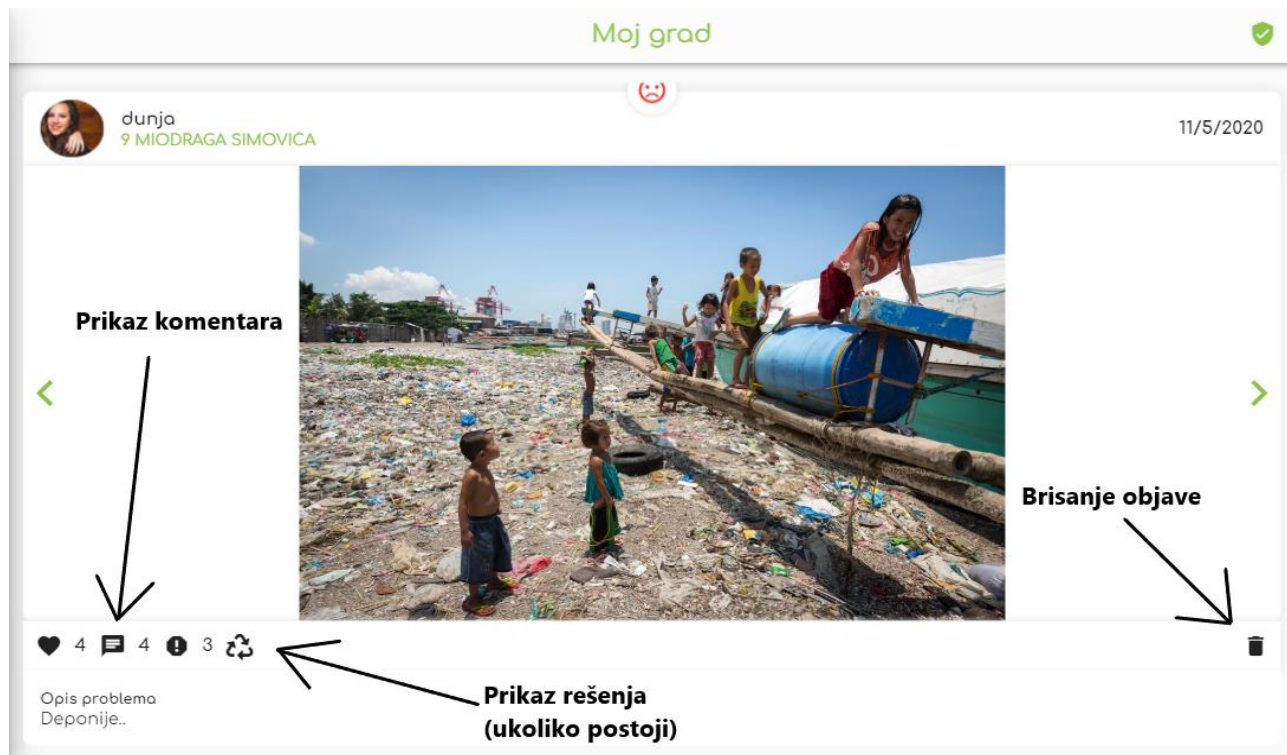 Moj grad
dunja
9 MIODRAGA SIMOVIĆA
11/5/2020
Prikaz komentara
Brisanje objave
4 4 3
Prikaz rešenja
(ukoliko postoji)
Opis problema
Deponije..